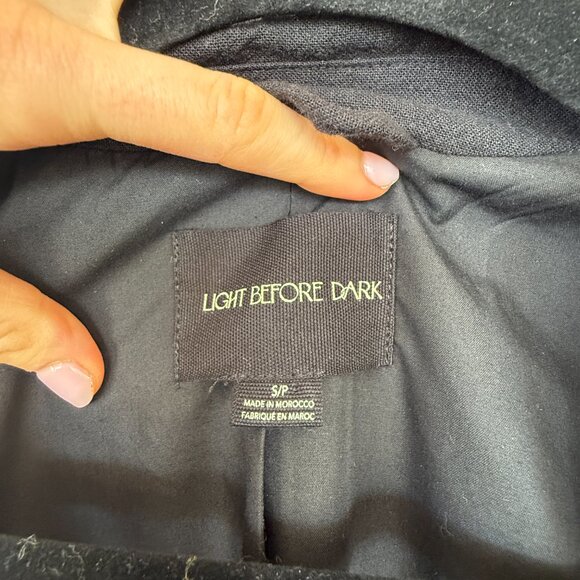 LIGHT BEFORE DARK
S/P
MADE IN MOROCCO
FABRIQUÉ EN MAROC